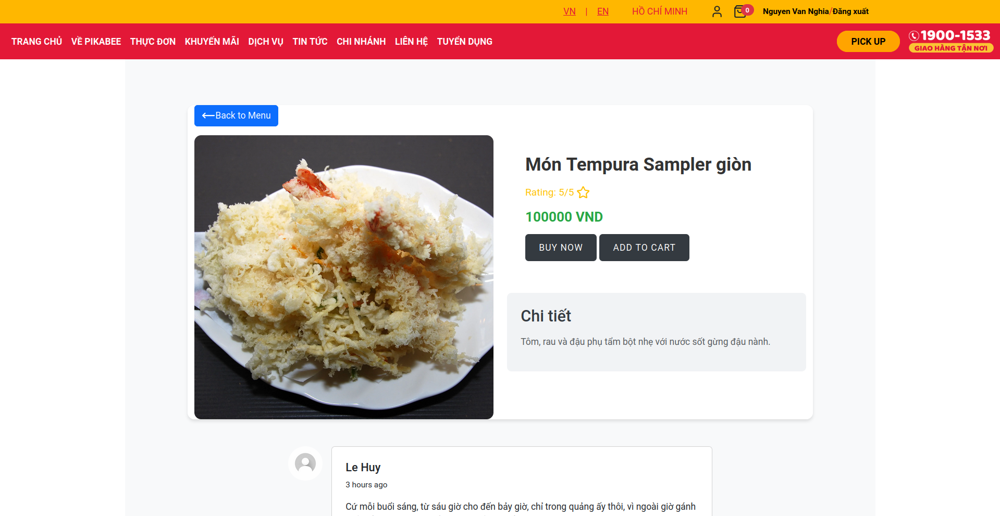 VN | EN HỒ CHÍ MINH 0 Nguyen Van Nghia/Đăng xuất
TRANG CHỦ VỀ PIKABEE THỰC ĐƠN KHUYẾN MÃI DỊCH VỤ TIN TỨC CHI NHÁNH LIÊN HỆ TUYỂN DỤNG PICK UP 1900-1533
GIAO HÀNG TẬN NƠI
Back to Menu
Món Tempura Sampler giòn
Rating: 5/5
100000 VND
BUY NOW ADD TO CART
Chi tiết
Tôm, rau và đậu phụ tẩm bột nhẹ với nước sốt gừng đậu nành.
Le Huy
3 hours ago
Cứ mỗi buổi sáng, từ sáu giờ cho đến bảy giờ, chỉ trong quảng ấy thôi, vì ngoài giờ gánh